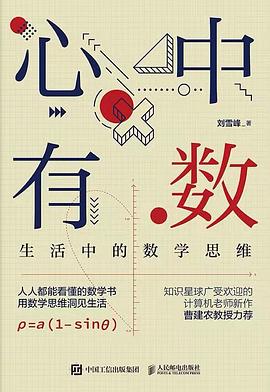 心中
刘雪峰_著
有数
生活中的数学思维
人人都能看懂的数学书
用数学思维洞见生活
ρ=a(1-sinθ)
知识星球广受欢迎的
计算机老师新作
曹建农教授力荐
中国工信出版集团
人民邮电出版社